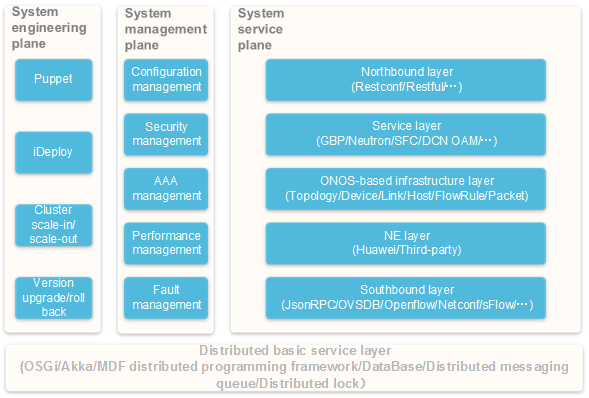 System
engineering
plane
Puppet
iDeploy
Cluster
scale-in/
scale-out
Version
upgrade/roll
back
System
management
plane
Configuration
management
Security
management
AAA
management
Performance
management
Fault
management
System
service
plane
Northbound layer
(Restconf/Restful/⋯)
Service layer
(GBP/Neutron/SFC/DCN OAM/⋯)
ONOS-based infrastructure layer
(Topology/Device/Link/Host/FlowRule/Packet)
NE layer
(Huawei/Third-party)
Southbound layer
(JsonRPC/OVSDB/Openflow/Netconf/sFlow/⋯)
Distributed basic service layer
(OSGi/Akka/MDF distributed programming framework/DataBase/Distributed messaging
queue/Distributed lock）